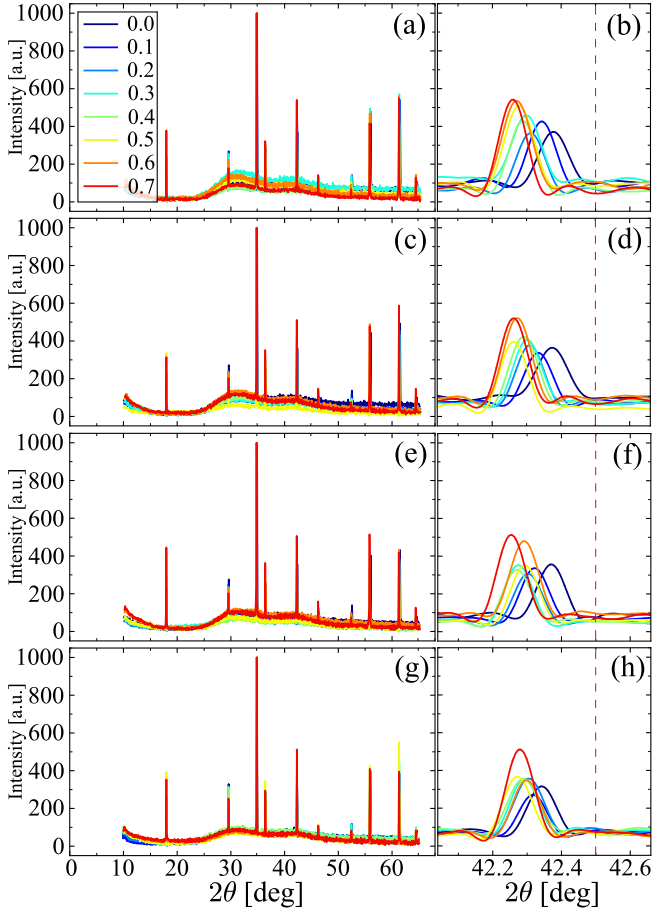 (a)
(b)
1000
800
600
400
200
0
Intensity [a.u.]
0.0
0.1
0.2
0.3
0.4
0.5
0.6
0.7
(c)
(d)
1000
800
600
400
200
0
Intensity [a.u.]
(e)
(f)
1000
800
600
400
200
0
Intensity [a.u.]
(g)
(h)
1000
800
600
400
200
0
Intensity [a.u.]
0 10 20 30 40 50 60
42.2 42.4 42.6
2θ [deg]
2θ [deg]